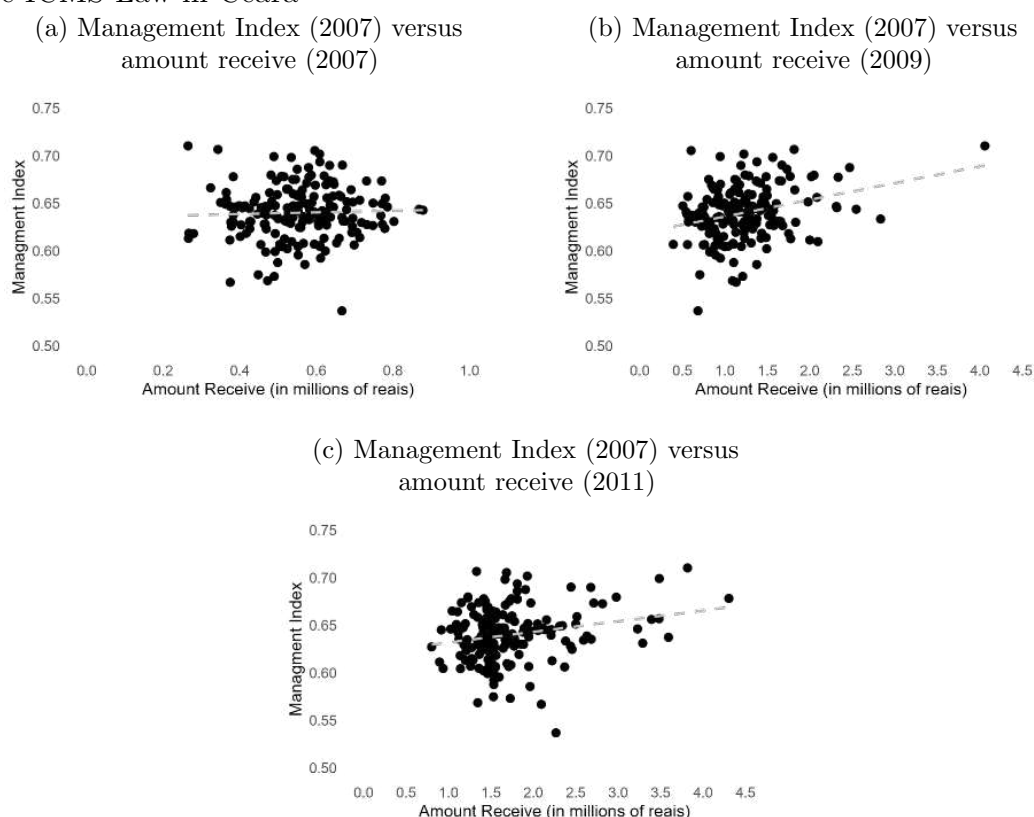 e ICMS Law in Ceará
(a) Management Index (2007) versus
amount receive (2007)
0.75
0.70
0.65
0.60
0.55
0.50
Managment Index
0.0 0.2 0.4 0.6 0.8 1.0
Amount Receive (in millions of reais)
(b) Management Index (2007) versus
amount receive (2009)
0.75
0.70
0.65
0.60
0.55
0.50
Managment Index
0.0 0.5 1.0 1.5 2.0 2.5 3.0 3.5 4.0 4.5
Amount Receive (in millions of reais)
(c) Management Index (2007) versus
amount receive (2011)
0.75
0.70
0.65
0.60
0.55
0.50
Managment Index
0.0 0.5 1.0 1.5 2.0 2.5 3.0 3.5 4.0 4.5
Amount Receive (in millions of reais)